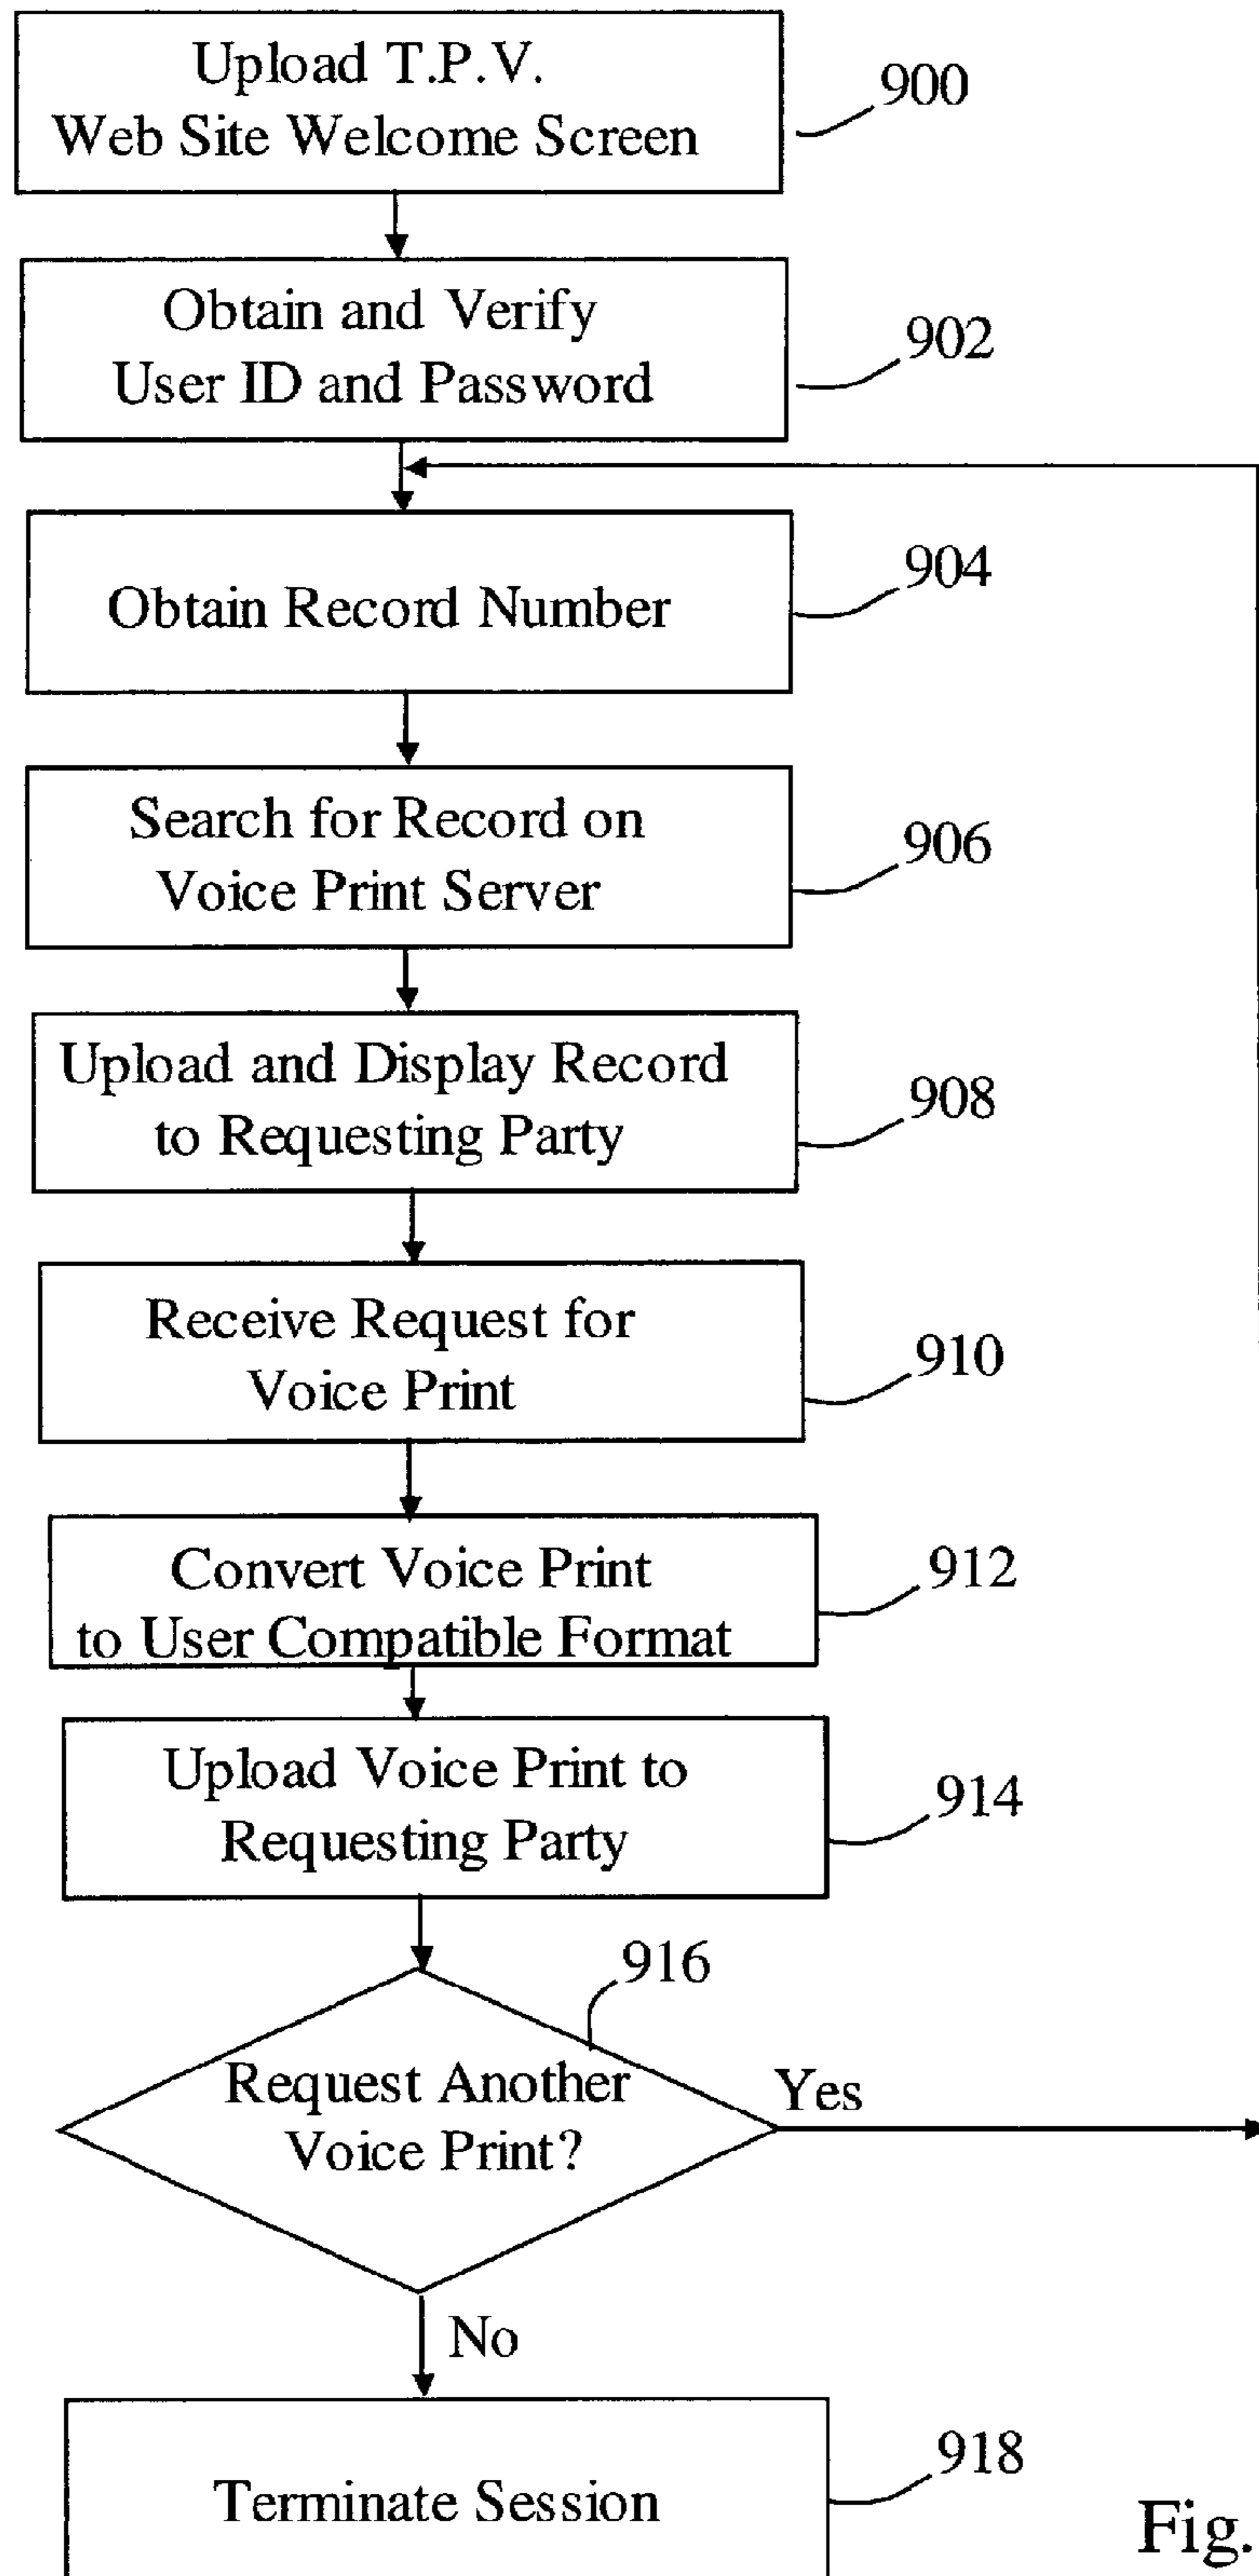 Upload T.P.V.
Web Site Welcome Screen
900
Obtain and Verify
User ID and Password
902
Obtain Record Number
904
Search for Record on
Voice Print Server
906
Upload and Display Record
to Requesting Party
908
Receive Request for
Voice Print
910
Convert Voice Print
to User Compatible Format
912
Upload Voice Print to
Requesting Party
914
916
Request Another
Voice Print?
Yes
No
Terminate Session
918
Fig.